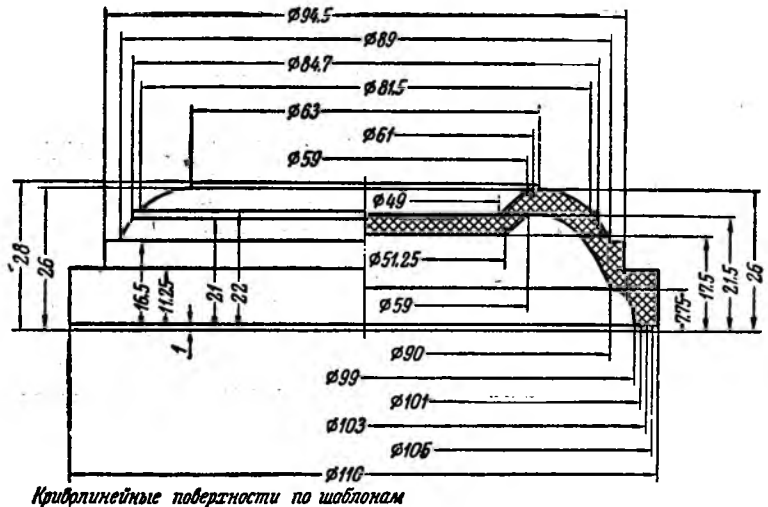 Ø94.5
Ø89
Ø84.7
Ø81.5
Ø63
Ø61
Ø59
Ø49
28
26
16.5
11.25
21
22
1
Ø51.25
Ø59
7.75
17.5
21.5
26
Ø90
Ø99
Ø101
Ø103
Ø106
Ø110
Криволинейные поверхности по шаблонам